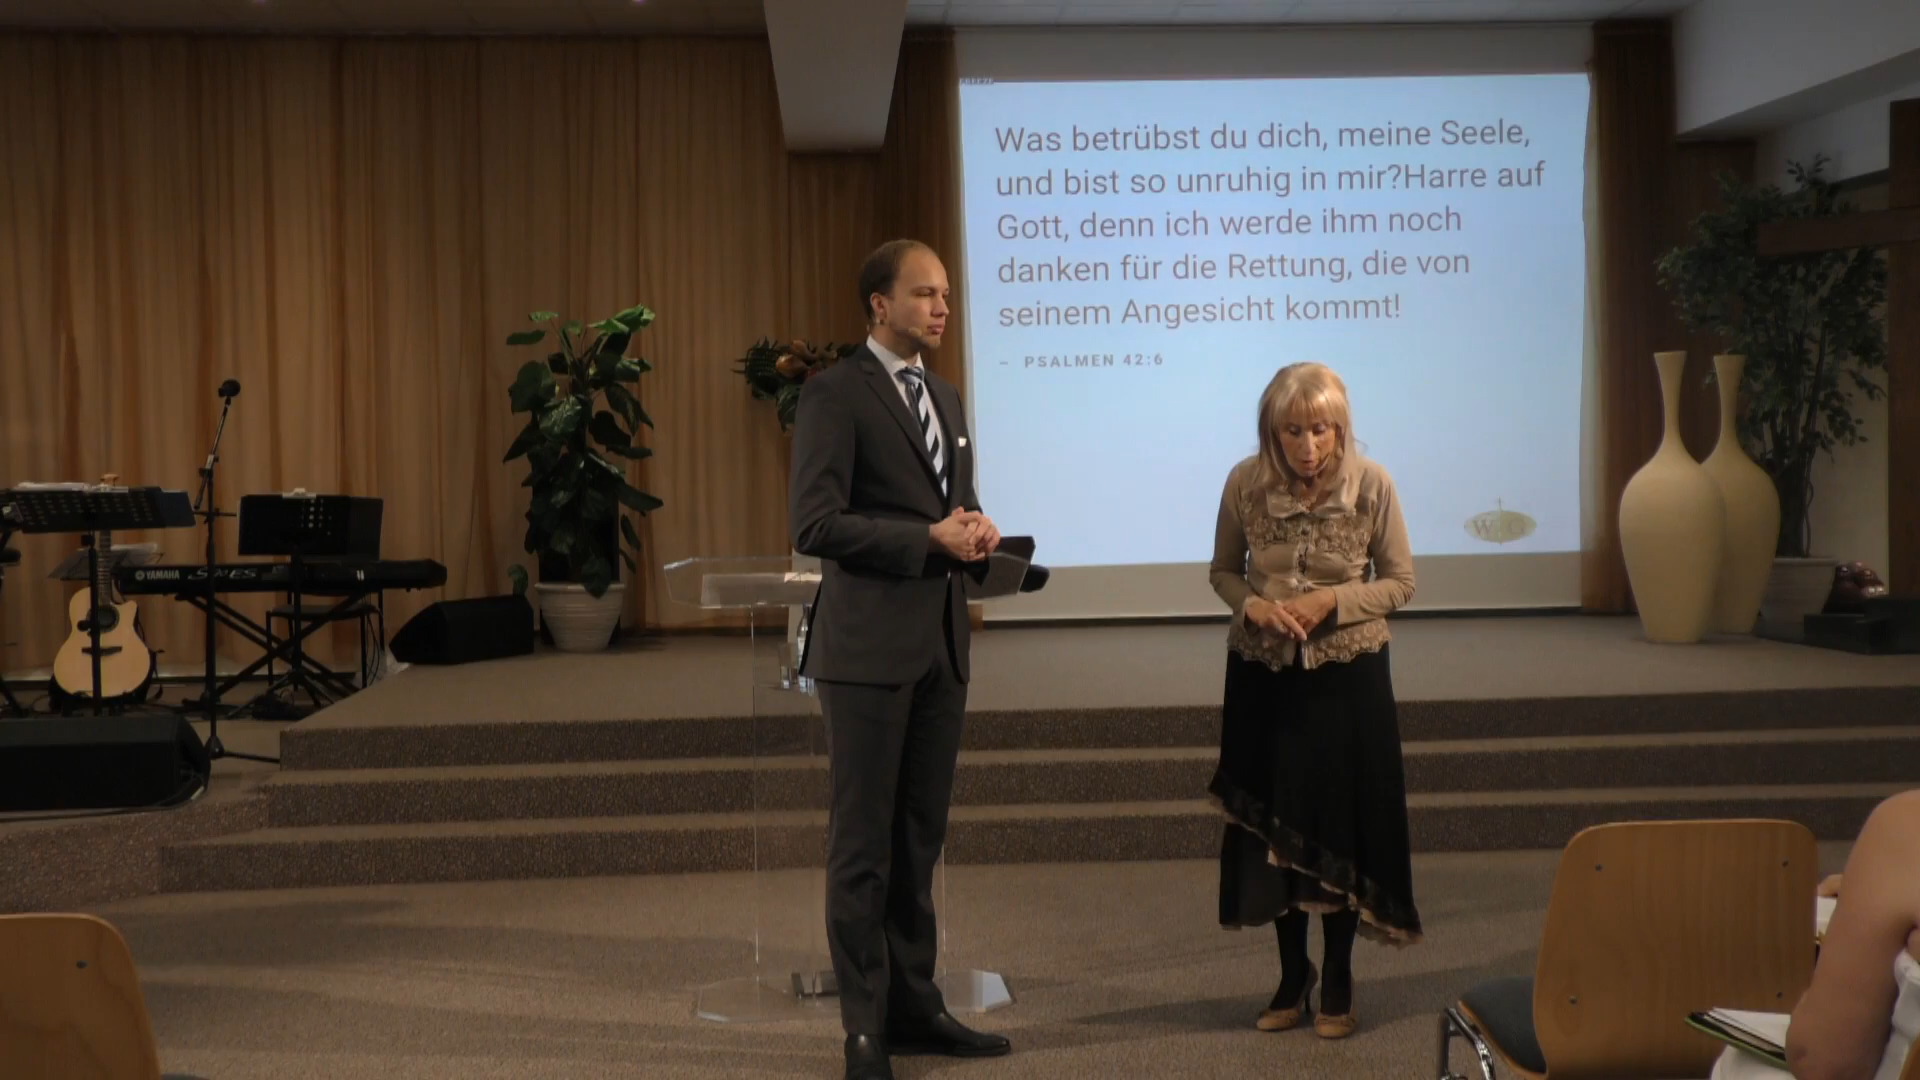 FREEZE
Was betrübst du dich, meine Seele,
und bist so unruhig in mir?Harre auf
Gott, denn ich werde ihm noch
danken für die Rettung, die von
seinem Angesicht kommt!
– PSALMEN 42:6
YAMAHA